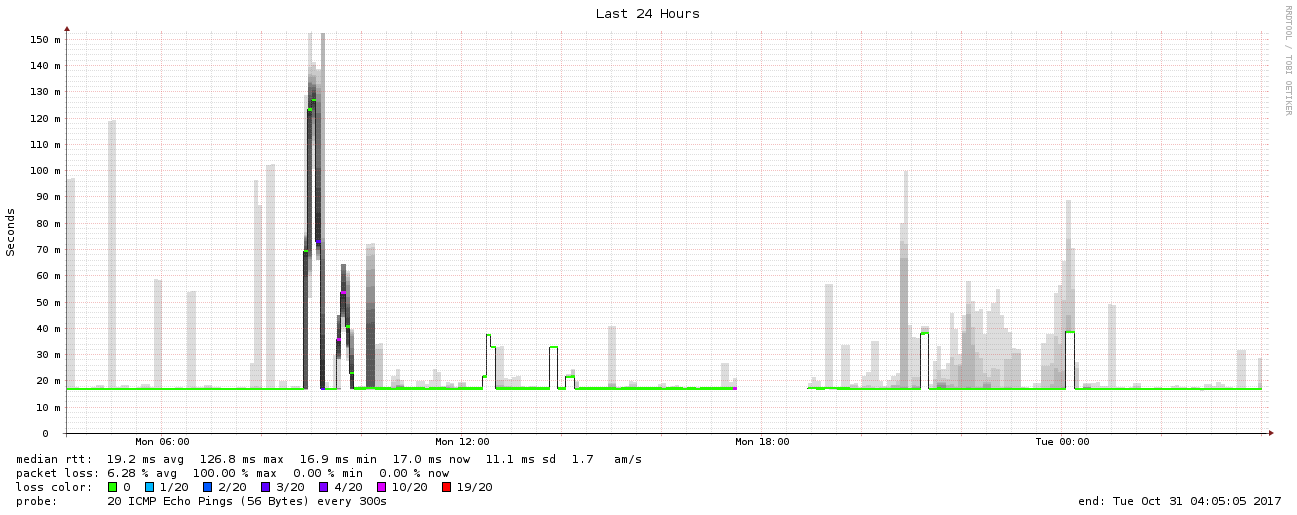 Last 24 Hours
RRDTOOL / TOBI OETIKER
Seconds
150 m
140 m
130 m
120 m
110 m
100 m
90 m
80 m
70 m
60 m
50 m
40 m
30 m
20 m
10 m
0
Mon 06:00 Mon 12:00 Mon 18:00 Tue 00:00
median rtt: 19.2 ms avg 126.8 ms max 16.9 ms min 17.0 ms now 11.1 ms sd 1.7 am/s
packet loss: 6.28 % avg 100.00 % max 0.00 % min 0.00 % now
loss color: 0 1/20 2/20 3/20 4/20 10/20 19/20
probe: 20 ICMP Echo Pings (56 Bytes) every 300s end: Tue Oct 31 04:05:05 2017